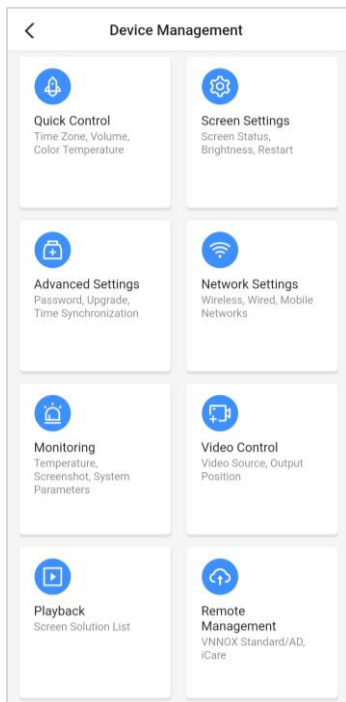 Device Management
Quick Control
Time Zone, Volume,
Color Temperature
Screen Settings
Screen Status,
Brightness, Restart
Advanced Settings
Password, Upgrade,
Time Synchronization
Network Settings
Wireless, Wired, Mobile
Networks
Monitoring
Temperature,
Screenshot, System
Parameters
Video Control
Video Source, Output
Position
Playback
Screen Solution List
Remote
Management
VNNOX Standard/AD,
iCare